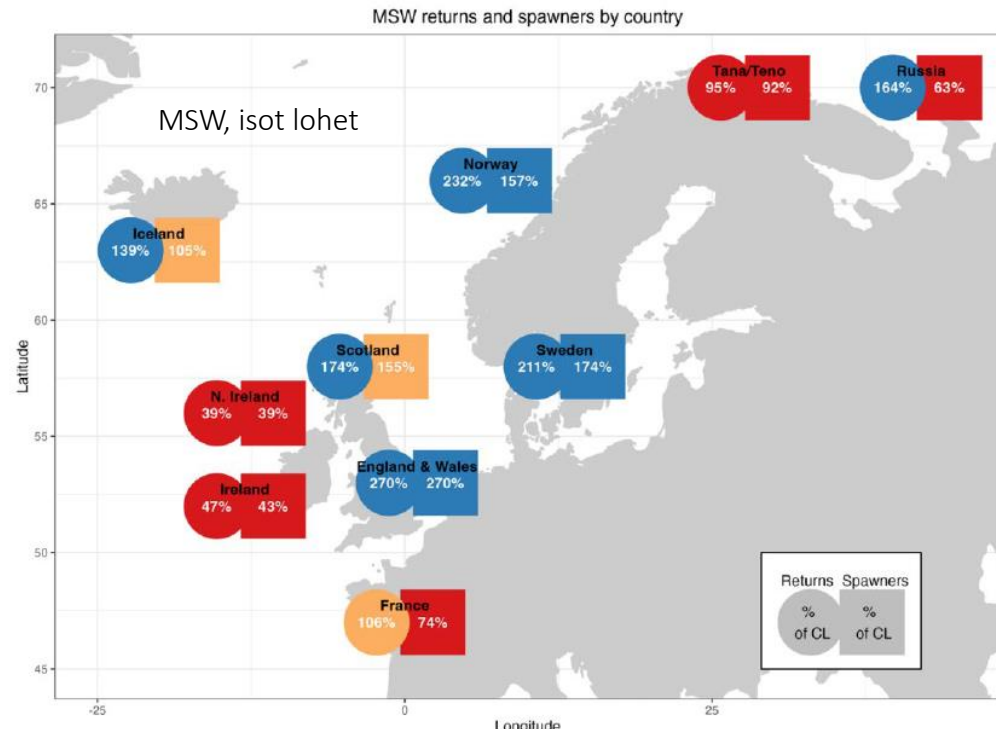 MSW returns and spawners by country
MSW, isot lohet
Tana/Teno
95% 92%
Russia
164% 63%
Norway
232% 157%
Iceland
139% 105%
Scotland
174% 155%
Sweden
211% 174%
N. Ireland
39% 39%
England & Wales
270% 270%
Ireland
47% 43%
France
106% 74%
Returns Spawners
% %
of CL of CL
Latitude
70
65
60
55
50
45
-25 0 25
Longitude